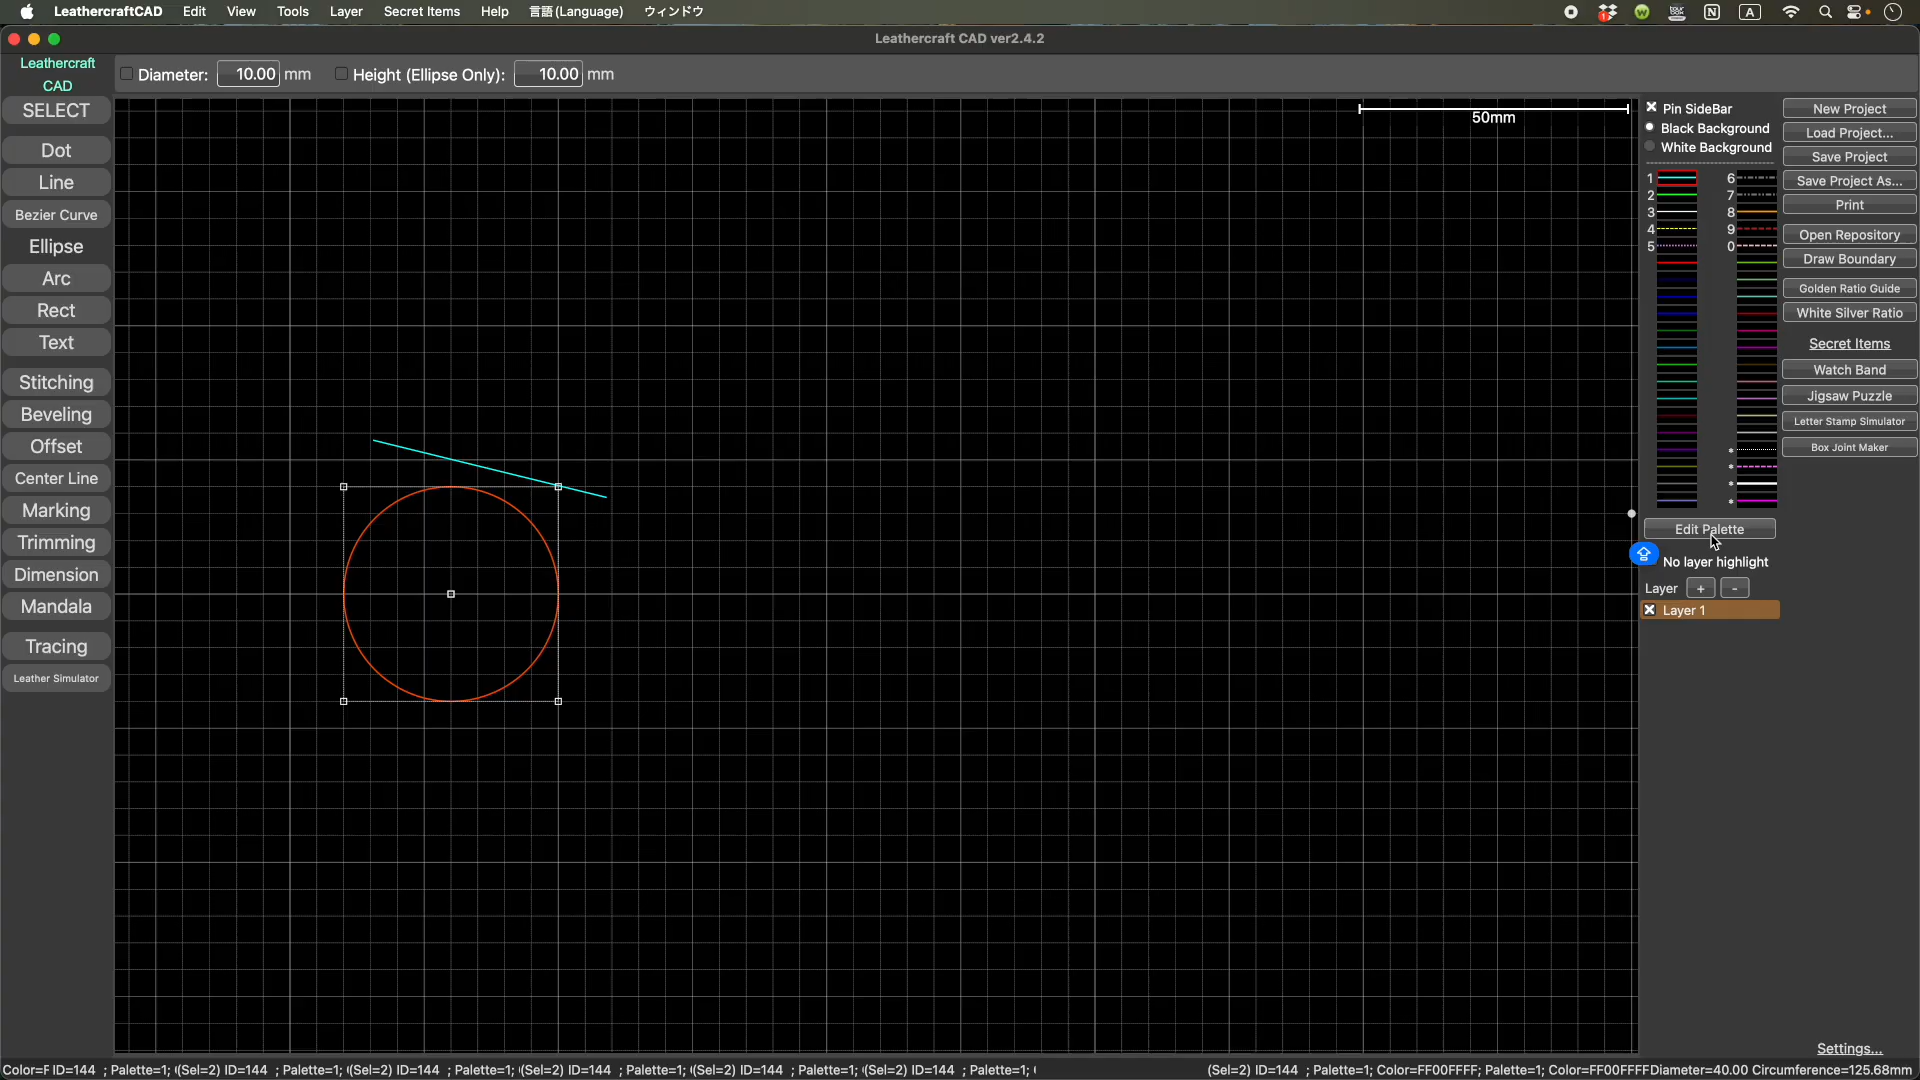 LeathercraftCAD Edit View Tools Layer Secret Items Help 言語(Language) ウィンドウ
Leathercraft CAD ver2.4.2
Leathercraft
CAD
Diameter: 10.00 mm Height (Ellipse Only): 10.00 mm
SELECT
Dot
Line
Bezier Curve
Ellipse
Arc
Rect
Text
Stitching
Beveling
Offset
Center Line
Marking
Trimming
Dimension
Mandala
Tracing
Leather Simulator
50mm
Pin SideBar
Black Background
White Background
1 6
2 7
3 8
4 9
5 0
*
*
*
*
Edit Palette
No layer highlight
Layer + -
Layer 1
New Project
Load Project...
Save Project
Save Project As...
Print
Open Repository
Draw Boundary
Golden Ratio Guide
White Silver Ratio
Secret Items
Watch Band
Jigsaw Puzzle
Letter Stamp Simulator
Box Joint Maker
Settings...
Color=F ID=144 ; Palette=1; (Sel=2) ID=144 ; Palette=1; (Sel=2) ID=144 ; Palette=1; (Sel=2) ID=144 ; Palette=1; (Sel=2) ID=144 ; Palette=1; (Sel=2) ID=144 ; Palette=1; (Sel=2) ID=144 ; Palette=1; Color=FF00FFFF; Palette=1; Color=FF00FFFFDiameter=40.00 Circumference=125.68mm